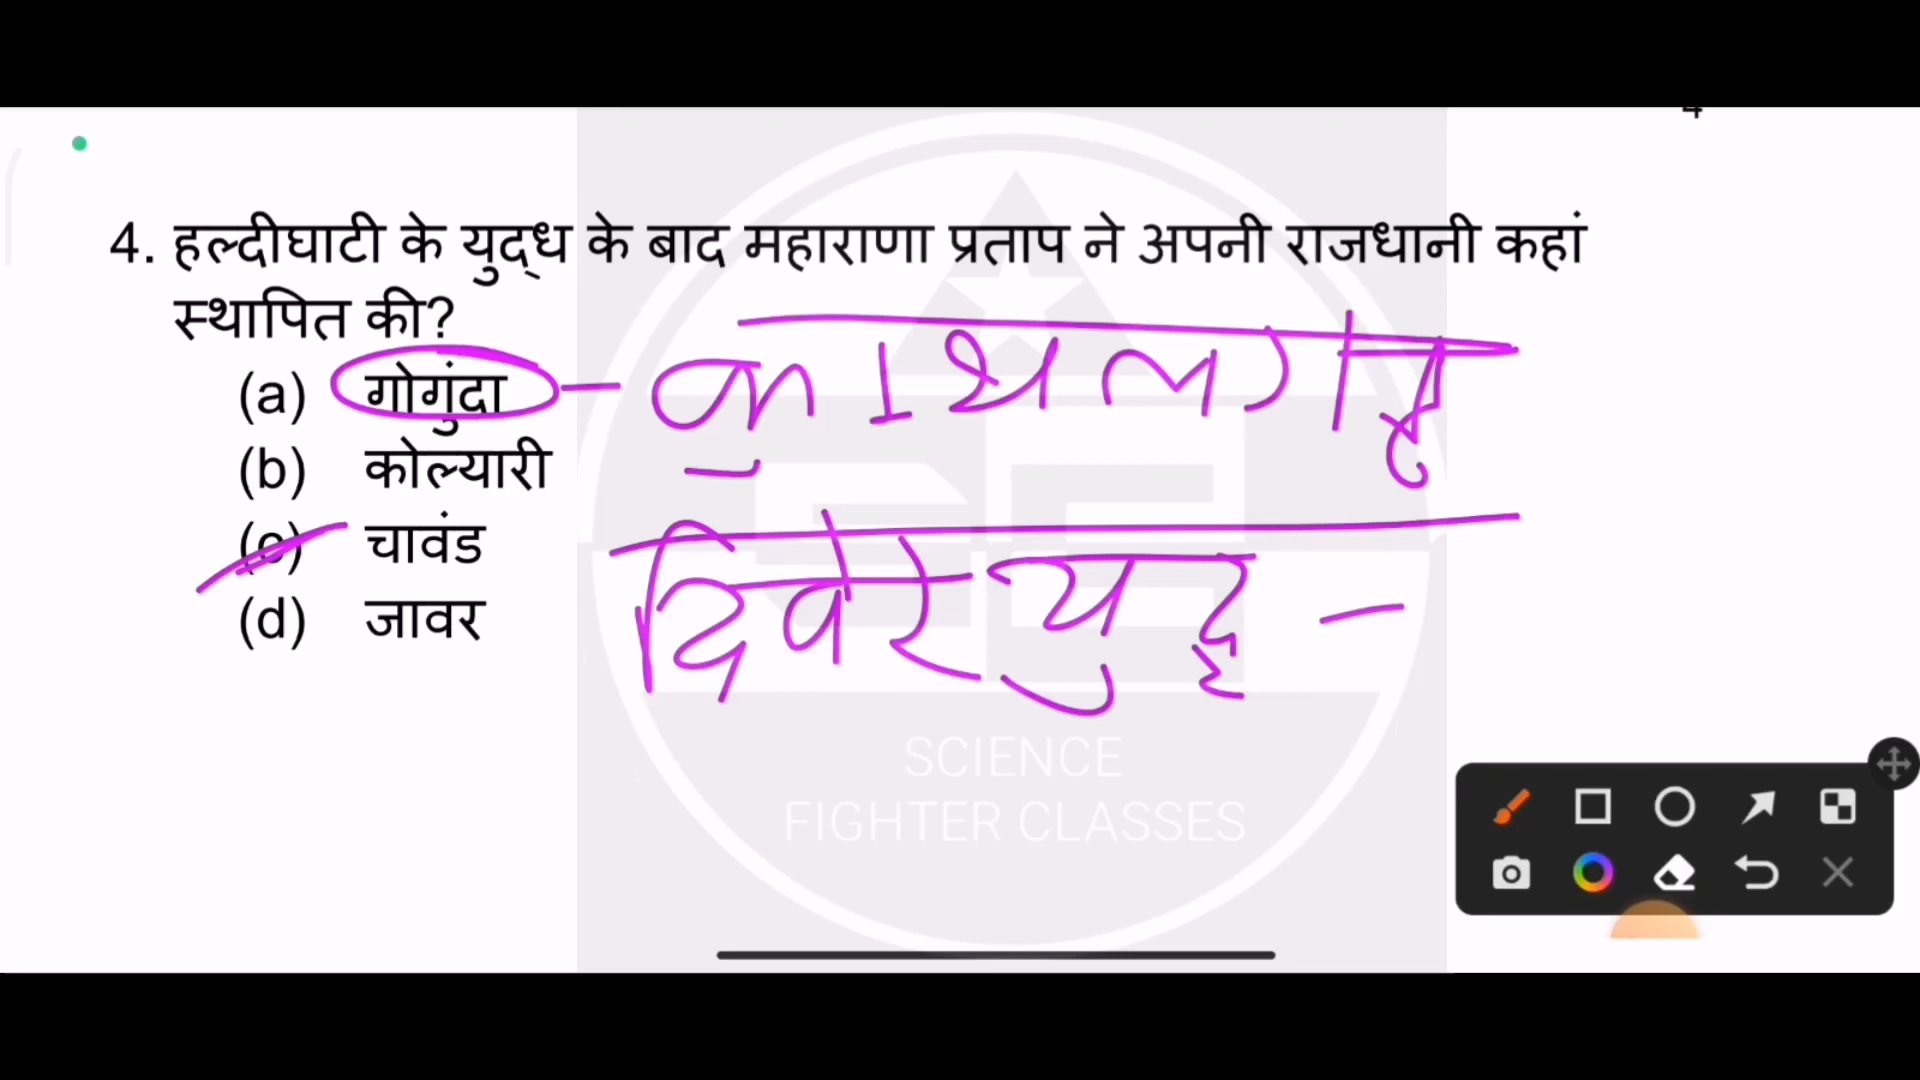 4. हल्दीघाटी के युद्ध के बाद महाराणा प्रताप ने अपनी राजधानी कहां
स्थापित की?
(a) गोगुंदा
(b) कोल्यारी
(c) चावंड
(d) जावर
दिवेर युद्ध –
SCIENCE
FIGHTER CLASSES